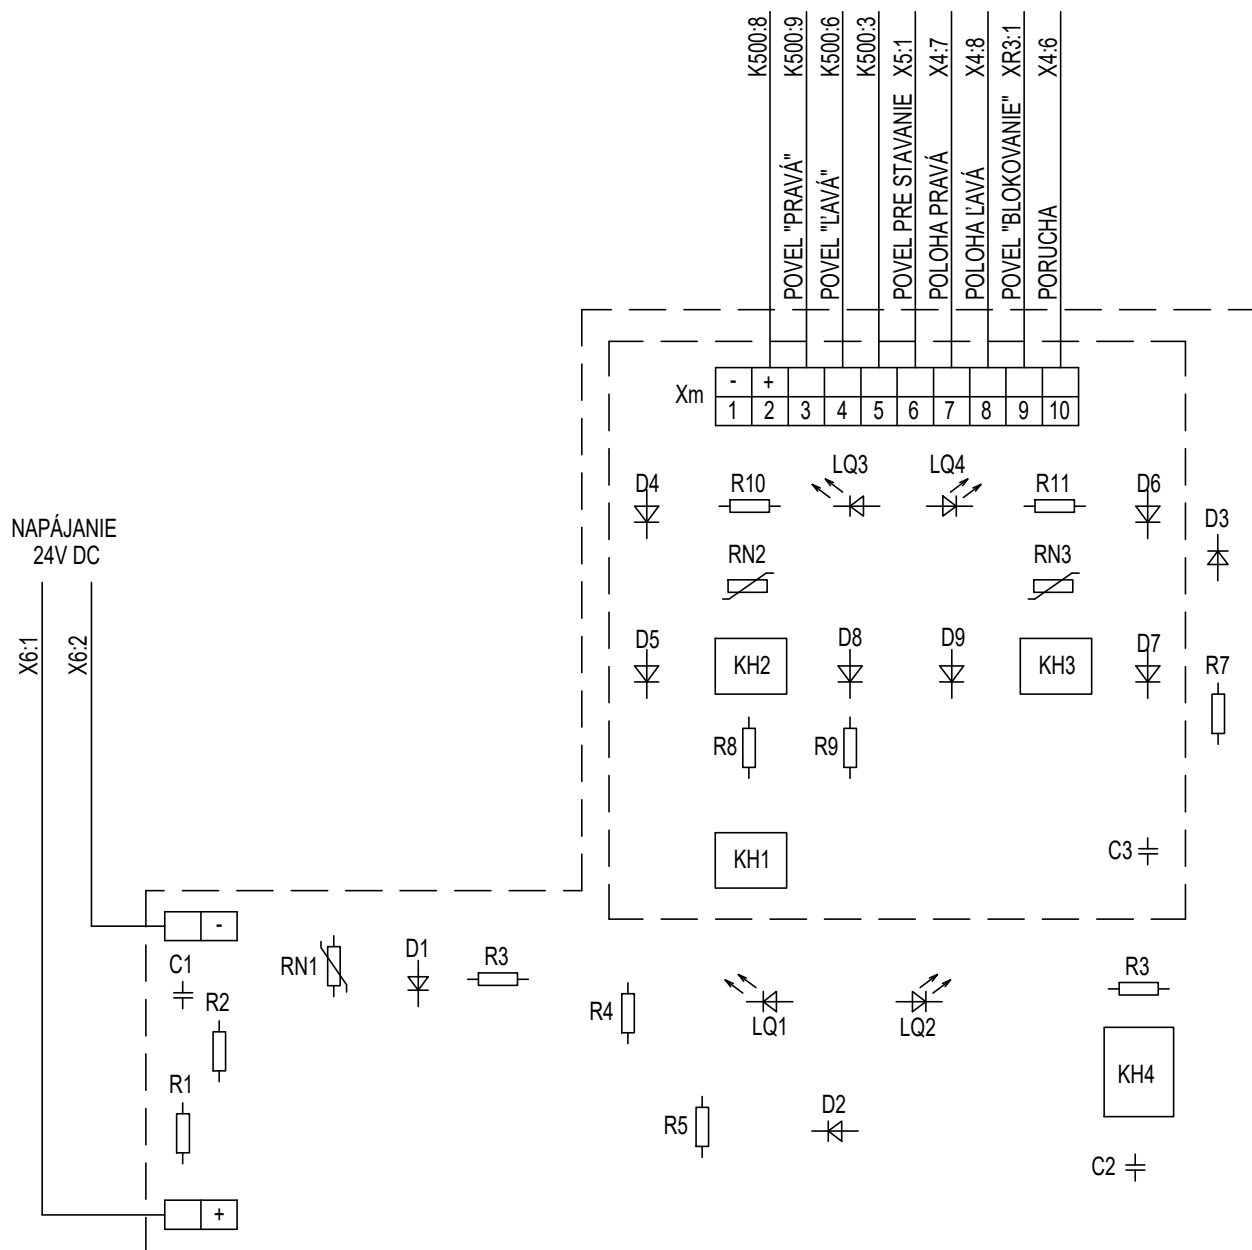 K500:8
K500:9
K500:6
K500:3
X5:1
X4:7
X4:8
XR3:1
X4:6
POVEL "PRAVÁ"
POVEL "ĽAVÁ"
POVEL PRE STAVANIE
POLOHA PRAVÁ
POLOHA ĽAVÁ
POVEL "BLOKOVANIE"
PORUCHA
Xm
- +
1 2 3 4 5 6 7 8 9 10
LQ3 LQ4
D4 R10 R11 D6
D3
NAPÁJANIE
24V DC
RN2 RN3
X6:1 X6:2
D5 KH2 D8 D9 KH3 D7 R7
R8 R9
KH1 C3
-
C1 RN1 D1 R3 R3
R2 R4 LQ1 LQ2
KH4
R1
R5 D2
C2
+